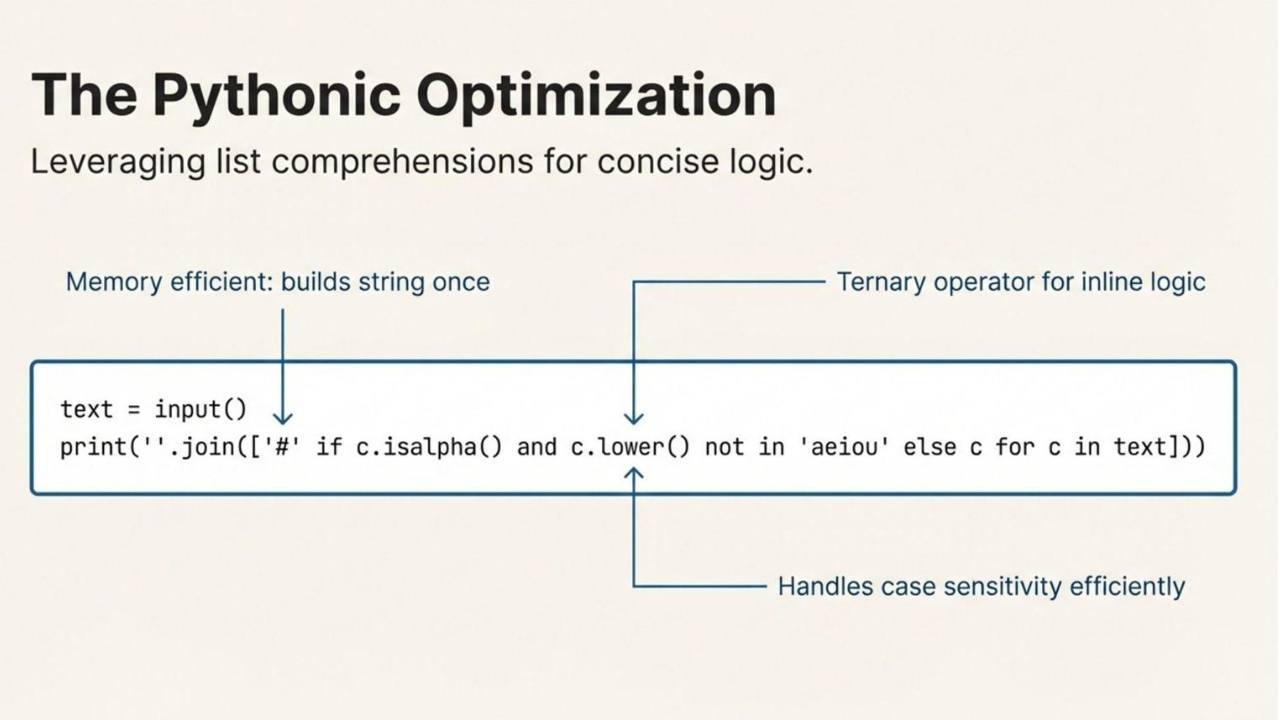 The Pythonic Optimization
Leveraging list comprehensions for concise logic.
Memory efficient: builds string once
Ternary operator for inline logic
text = input()
print(''.join(['#' if c.isalpha() and c.lower() not in 'aeiou' else c for c in text]))
Handles case sensitivity efficiently